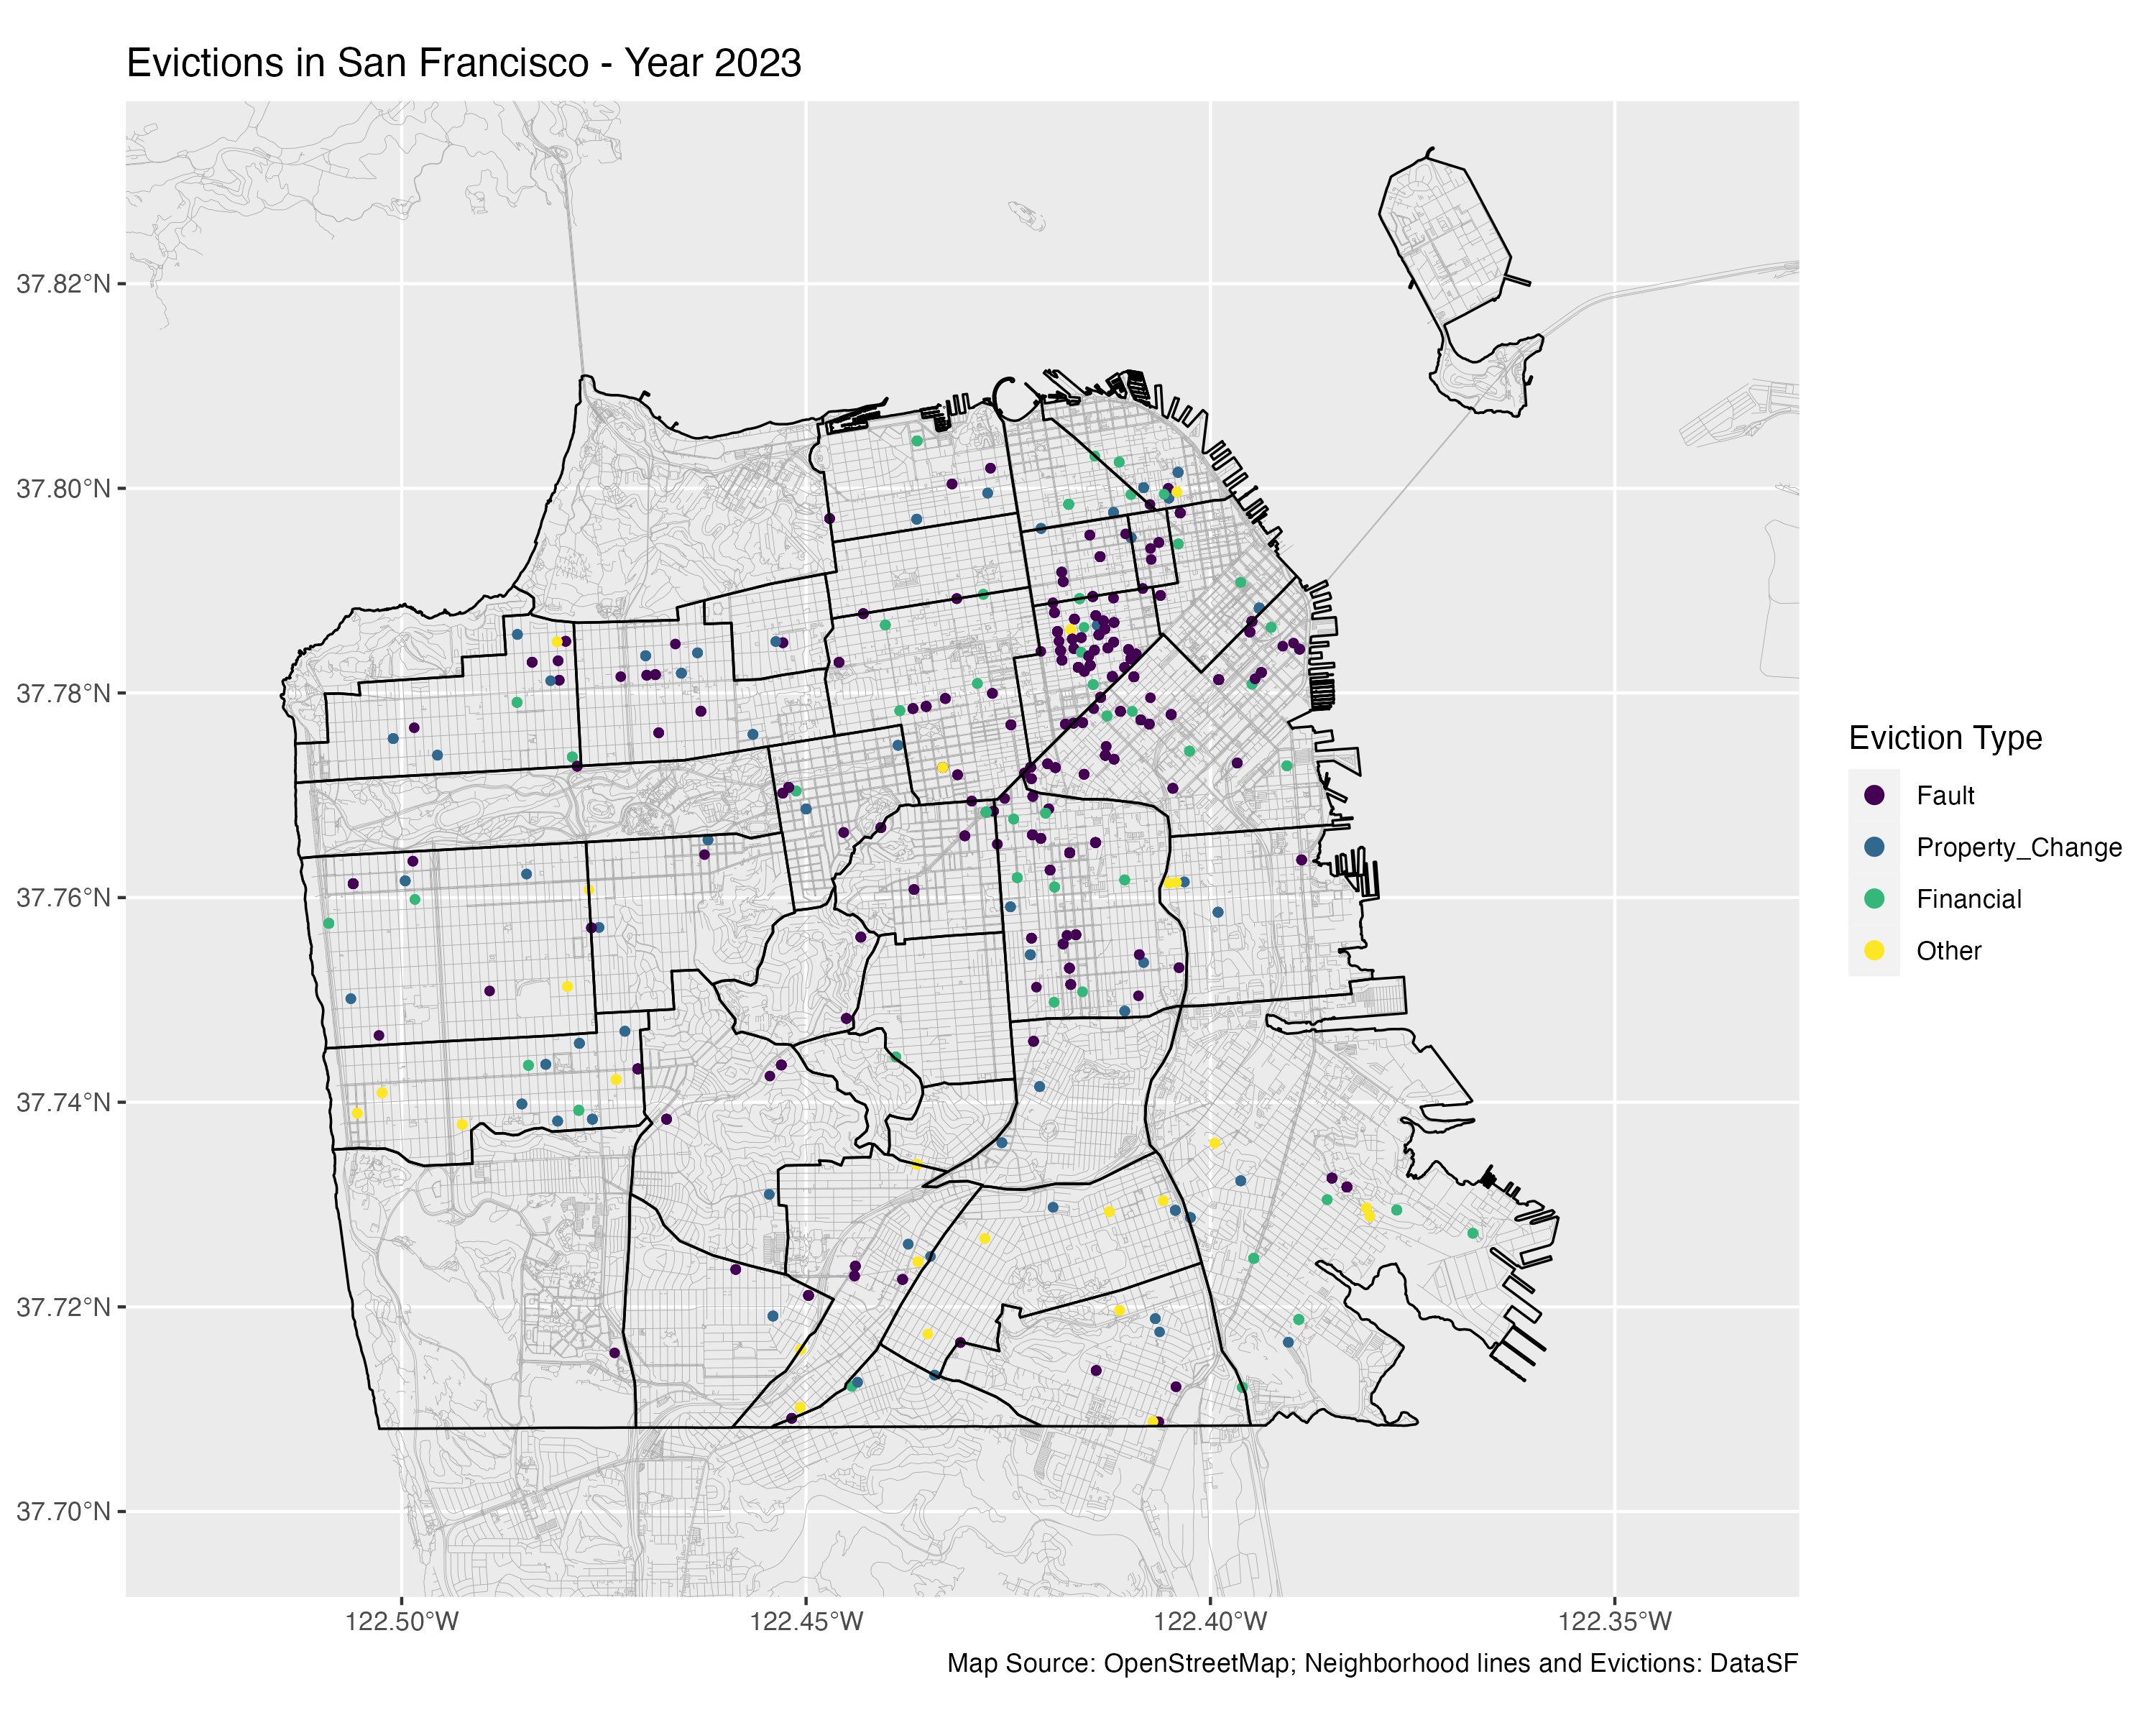 Evictions in San Francisco - Year 2023
37.82°N
37.80°N
37.78°N
37.76°N
37.74°N
37.72°N
37.70°N
122.50°W
122.45°W
122.40°W
122.35°W
Eviction Type
Fault
Property_Change
Financial
Other
Map Source: OpenStreetMap; Neighborhood lines and Evictions: DataSF